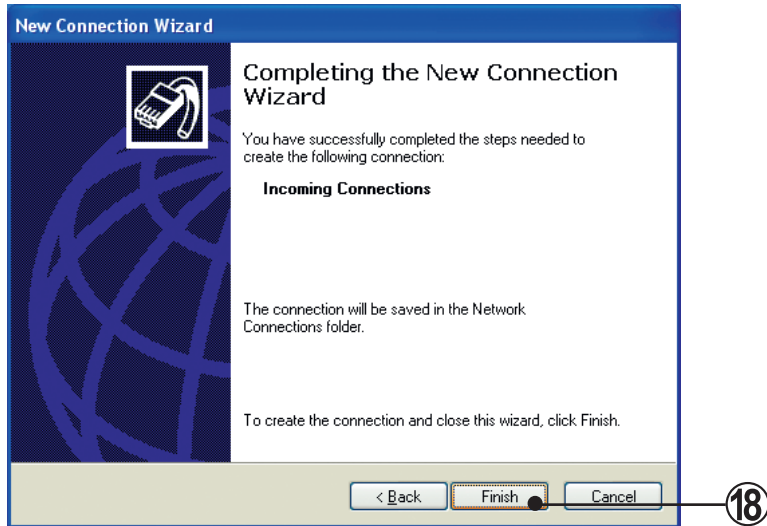 New Connection Wizard
Completing the New Connection
Wizard
You have successfully completed the steps needed to
create the following connection:
Incoming Connections
The connection will be saved in the Network
Connections folder.
To create the connection and close this wizard, click Finish.
< Back Finish Cancel
⑱